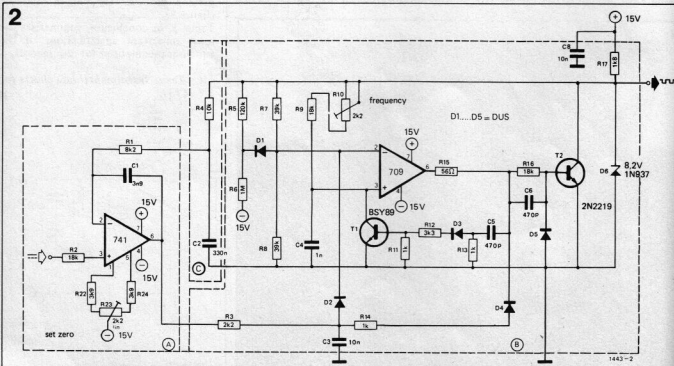 2
15V
C8
10n
R17
1k8
R4
10k
R5
120k
R7
39k
R9
18k
R10
2k2
frequency
D1....D5 = DUS
R1
8k2
C1
3n9
D1
15V
709
R15
56Ω
R16
18k
T2
D6
8,2V
1N937
2N2219
C6
470p
R6
1M
15V
15V
BSY89
T1
R12
3k3
D3
C5
470p
D5
15V
741
R2
18k
15V
C2
330n
C
R8
39k
C4
1n
R11
1k
R13
1k
R22
3k9
R24
3k9
R23
2k2
lin
15V
set zero
A
R3
2k2
D2
R14
1k
D4
C3
10n
B
1443-2